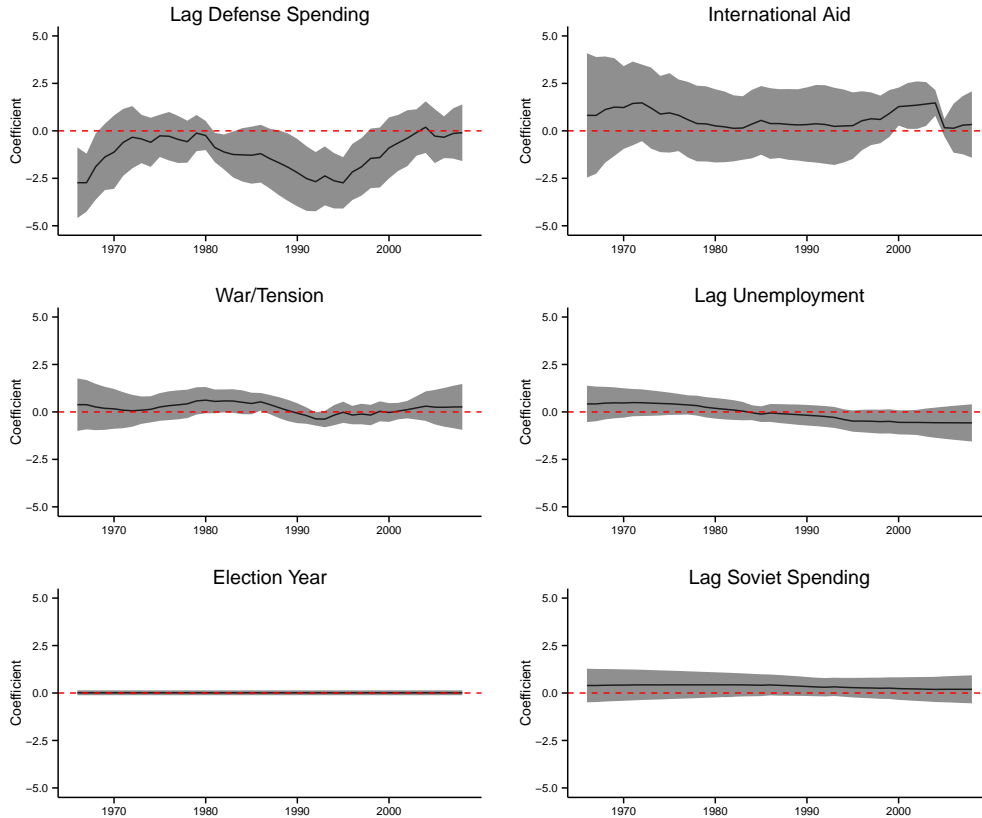 Lag Defense Spending
5.0
2.5
0.0
−2.5
−5.0
Coefficient
1970 1980 1990 2000
International Aid
5.0
2.5
0.0
−2.5
−5.0
Coefficient
1970 1980 1990 2000
War/Tension
5.0
2.5
0.0
−2.5
−5.0
Coefficient
1970 1980 1990 2000
Lag Unemployment
5.0
2.5
0.0
−2.5
−5.0
Coefficient
1970 1980 1990 2000
Election Year
5.0
2.5
0.0
−2.5
−5.0
Coefficient
1970 1980 1990 2000
Lag Soviet Spending
5.0
2.5
0.0
−2.5
−5.0
Coefficient
1970 1980 1990 2000